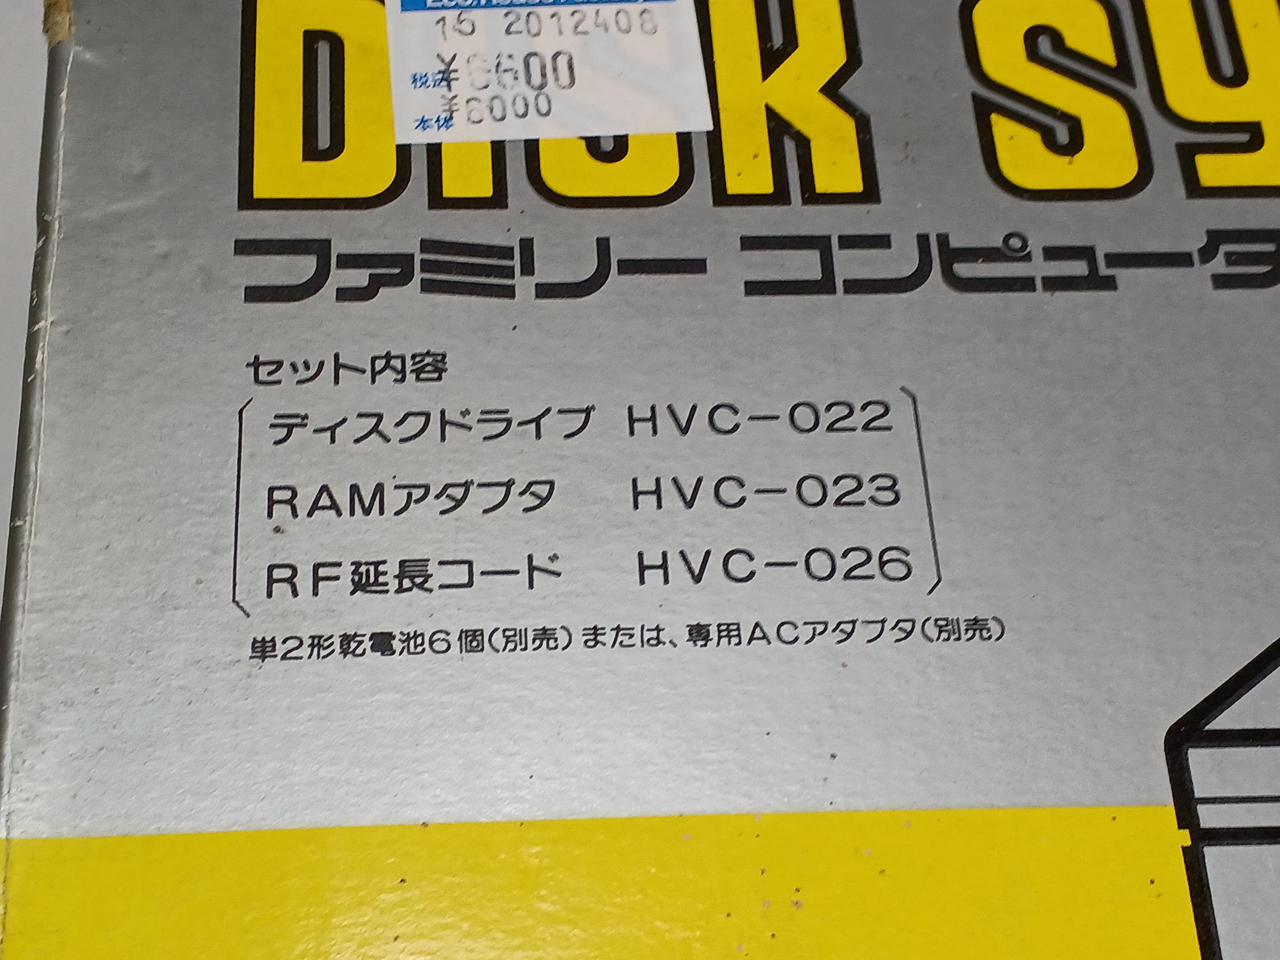 15 2012408
税込 ¥6600
本体 ¥6000
DISK SY
ファミリー コンピュータ
セット内容
ディスクドライブ HVC-022
RAMアダプタ HVC-023
RF延長コード HVC-026
単2形乾電池6個(別売)または、専用ACアダプタ(別売)